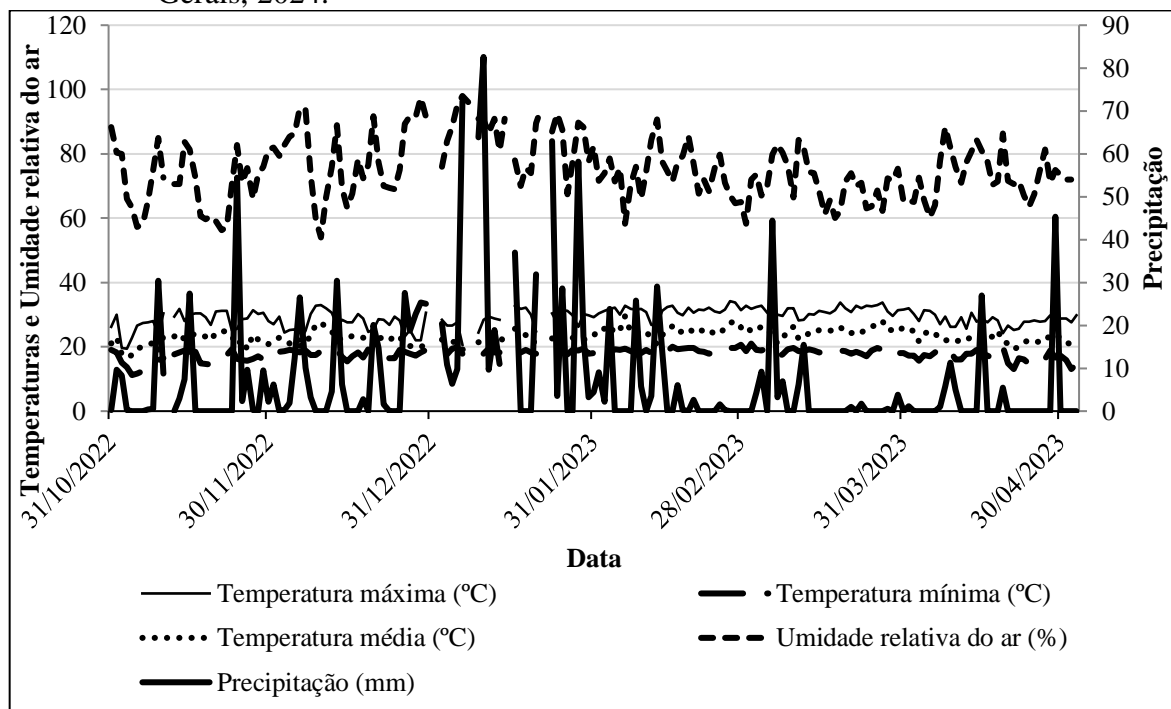 Gerais, 2024.
120
100
80
60
40
20
0
90
80
70
60
50
40
30
20
10
0
Temperaturas e Umidade relativa do ar
Precipitação
31/10/2022
30/11/2022
31/12/2022
31/01/2023
28/02/2023
31/03/2023
30/04/2023
Data
Temperatura máxima (ºC)
Temperatura mínima (ºC)
Temperatura média (ºC)
Umidade relativa do ar (%)
Precipitação (mm)